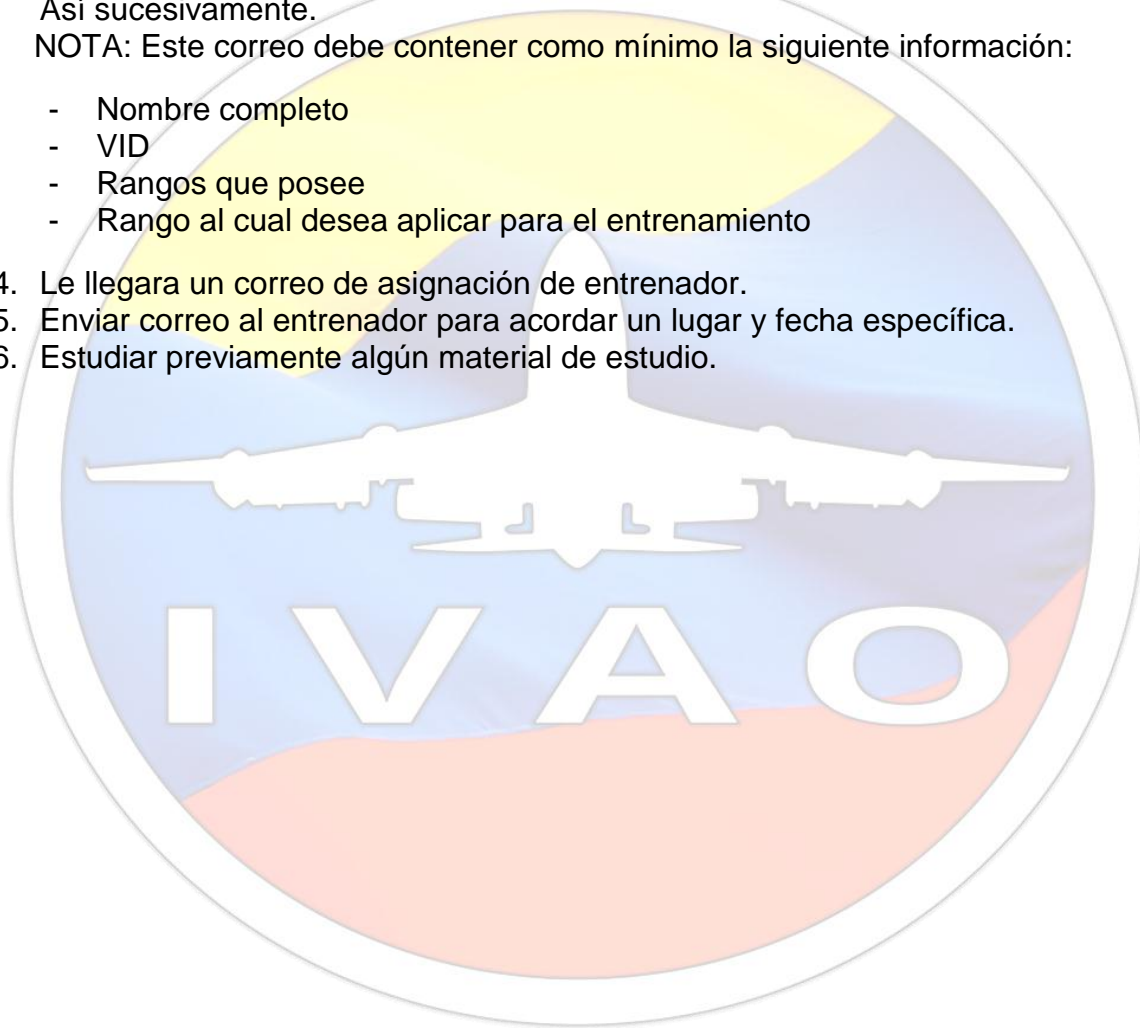 Así sucesivamente.
NOTA: Este correo debe contener como mínimo la siguiente información:
- Nombre completo
- VID
- Rangos que posee
- Rango al cual desea aplicar para el entrenamiento
4. Le llegara un correo de asignación de entrenador.
5. Enviar correo al entrenador para acordar un lugar y fecha específica.
6. Estudiar previamente algún material de estudio.
IVAO